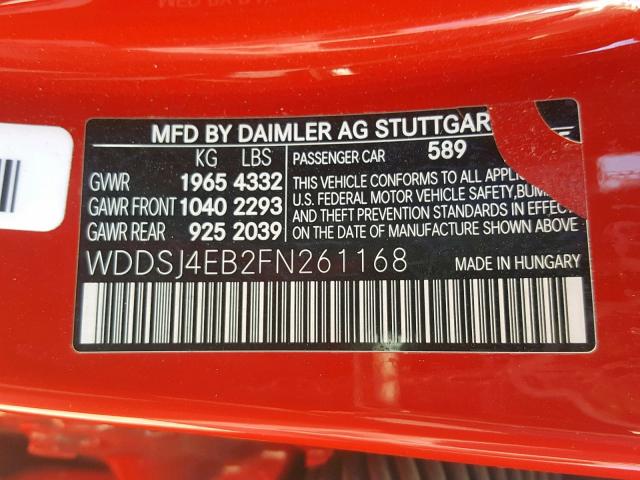 MFD BY DAIMLER AG STUTTGAR
KG LBS
GVWR 1965 4332
GAWR FRONT 1040 2293
GAWR REAR 925 2039
PASSENGER CAR 589
THIS VEHICLE CONFORMS TO ALL APPLIC
U.S. FEDERAL MOTOR VEHICLE SAFETY, BUM
AND THEFT PREVENTION STANDARDS IN EFFEC
ON THE DATE OF MANUFACTURE SHOWN ABOVE
WDDSJ4EB2FN261168 MADE IN HUNGARY